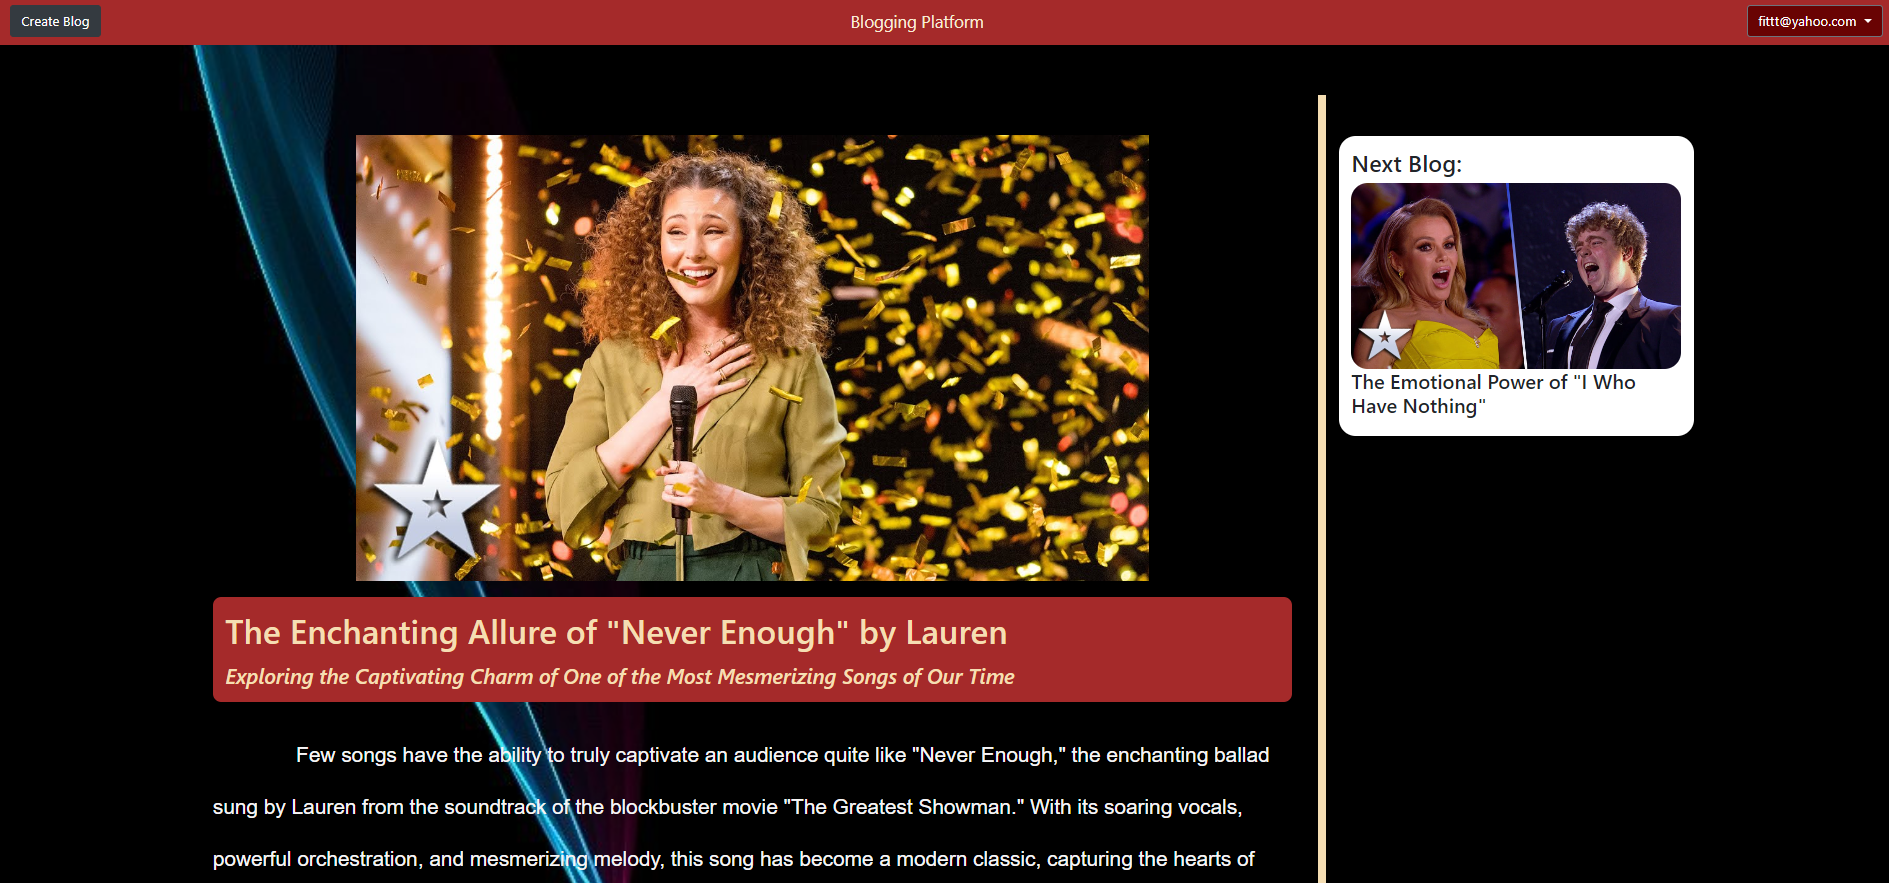 Create Blog
Blogging Platform
fittt@yahoo.com
Next Blog:
The Emotional Power of "I Who
Have Nothing"
The Enchanting Allure of "Never Enough" by Lauren
Exploring the Captivating Charm of One of the Most Mesmerizing Songs of Our Time
Few songs have the ability to truly captivate an audience quite like "Never Enough," the enchanting ballad
sung by Lauren from the soundtrack of the blockbuster movie "The Greatest Showman." With its soaring vocals,
powerful orchestration, and mesmerizing melody, this song has become a modern classic, capturing the hearts of